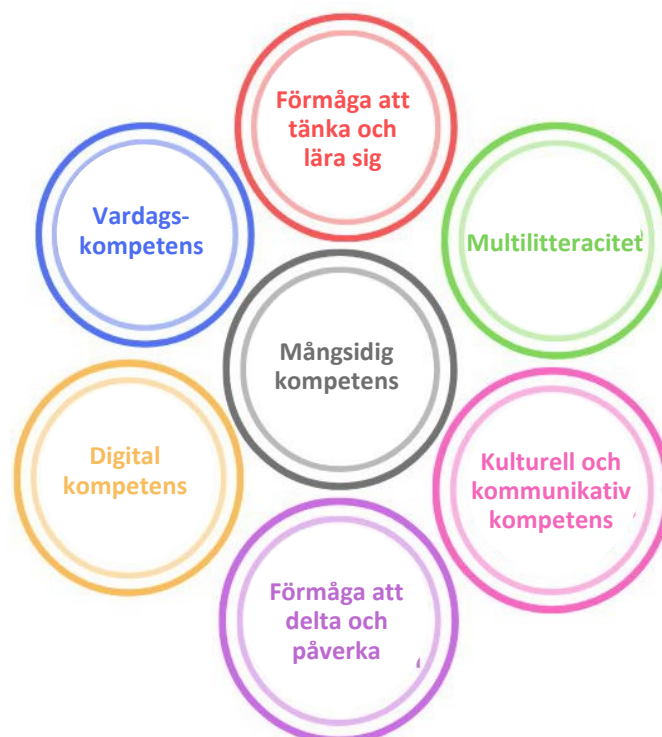 Förmåga att
tänka och
lära sig
Vardags-
kompetens
Multilitteracitet
Mångsidig
kompetens
Digital
kompetens
Kulturell och
kommunikativ
kompetens
Förmåga att
delta och
påverka